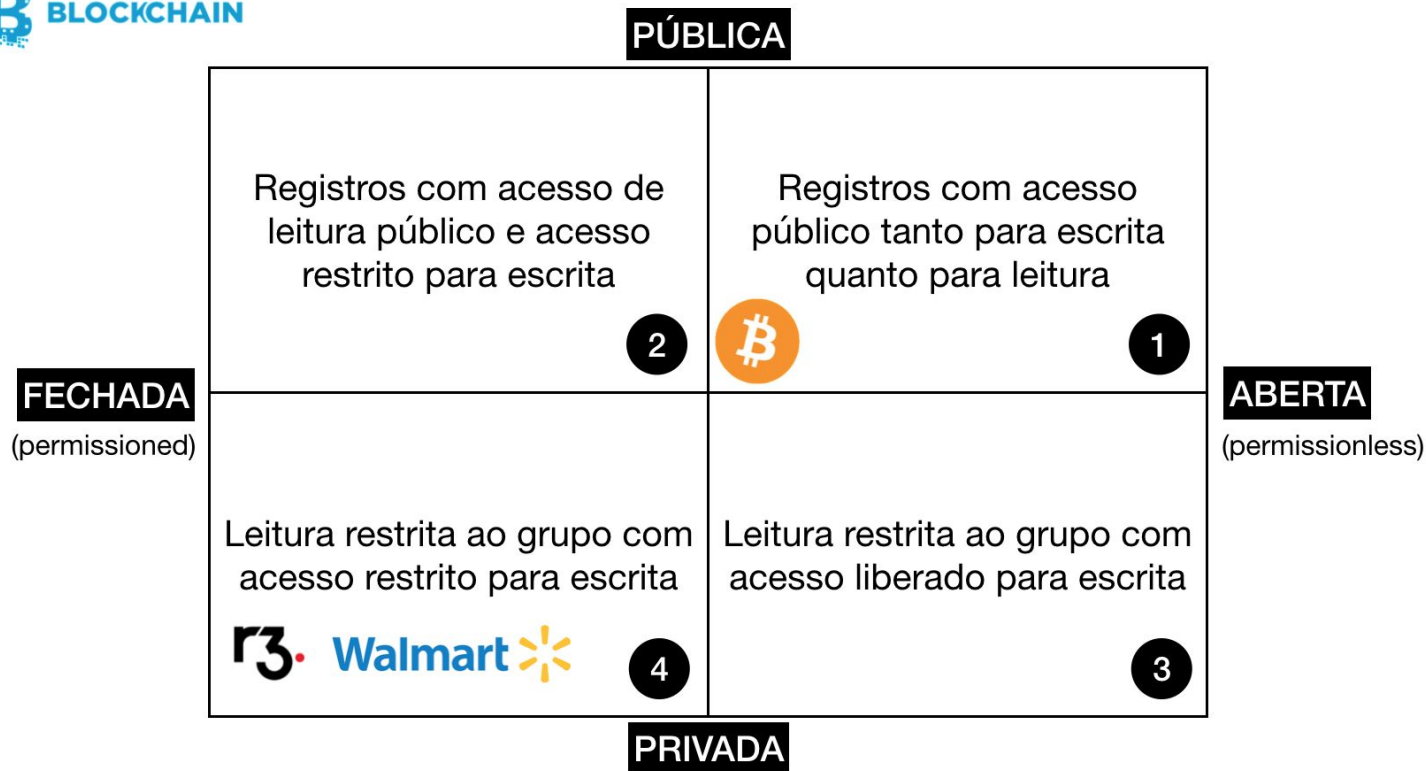 BLOCKCHAIN
PÚBLICA
Registros com acesso de
leitura público e acesso
restrito para escrita
2
Registros com acesso
público tanto para escrita
quanto para leitura
1
FECHADA
(permissioned)
ABERTA
(permissionless)
Leitura restrita ao grupo com
acesso restrito para escrita
r3.
Walmart
4
Leitura restrita ao grupo com
acesso liberado para escrita
3
PRIVADA